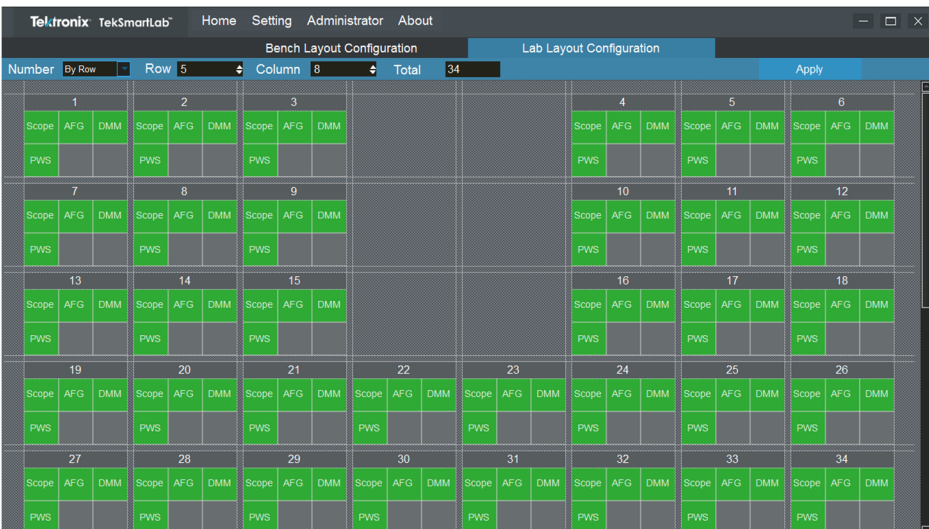 Tektronix TekSmartLab™ Home Setting Administrator About
Bench Layout Configuration Lab Layout Configuration
Number By Row Row 5 Column 8 Total 34 Apply
1 2 3 4 5 6
Scope AFG DMM Scope AFG DMM Scope AFG DMM Scope AFG DMM Scope AFG DMM Scope AFG DMM
PWS PWS PWS PWS PWS PWS
7 8 9 10 11 12
Scope AFG DMM Scope AFG DMM Scope AFG DMM Scope AFG DMM Scope AFG DMM Scope AFG DMM
PWS PWS PWS PWS PWS PWS
13 14 15 16 17 18
Scope AFG DMM Scope AFG DMM Scope AFG DMM Scope AFG DMM Scope AFG DMM Scope AFG DMM
PWS PWS PWS PWS PWS PWS
19 20 21 22 23 24 25 26
Scope AFG DMM Scope AFG DMM Scope AFG DMM Scope AFG DMM Scope AFG DMM Scope AFG DMM Scope AFG DMM Scope AFG DMM
PWS PWS PWS PWS PWS PWS PWS PWS
27 28 29 30 31 32 33 34
Scope AFG DMM Scope AFG DMM Scope AFG DMM Scope AFG DMM Scope AFG DMM Scope AFG DMM Scope AFG DMM Scope AFG DMM
PWS PWS PWS PWS PWS PWS PWS PWS